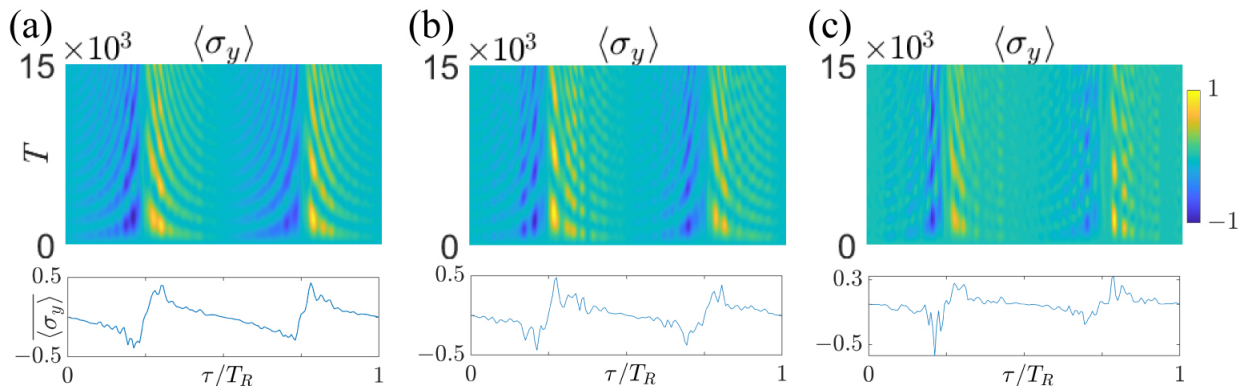 (a) ×10³ ⟨σ_y⟩ (b) ×10³ ⟨σ_y⟩ (c) ×10³ ⟨σ_y⟩
15 15 15
1
T
−1
0 0 0
0.5 0.5 0.3
\overline{⟨σ_y⟩}
−0.5 −0.5 −0.5
0 τ/T_R 1 0 τ/T_R 1 0 τ/T_R 1